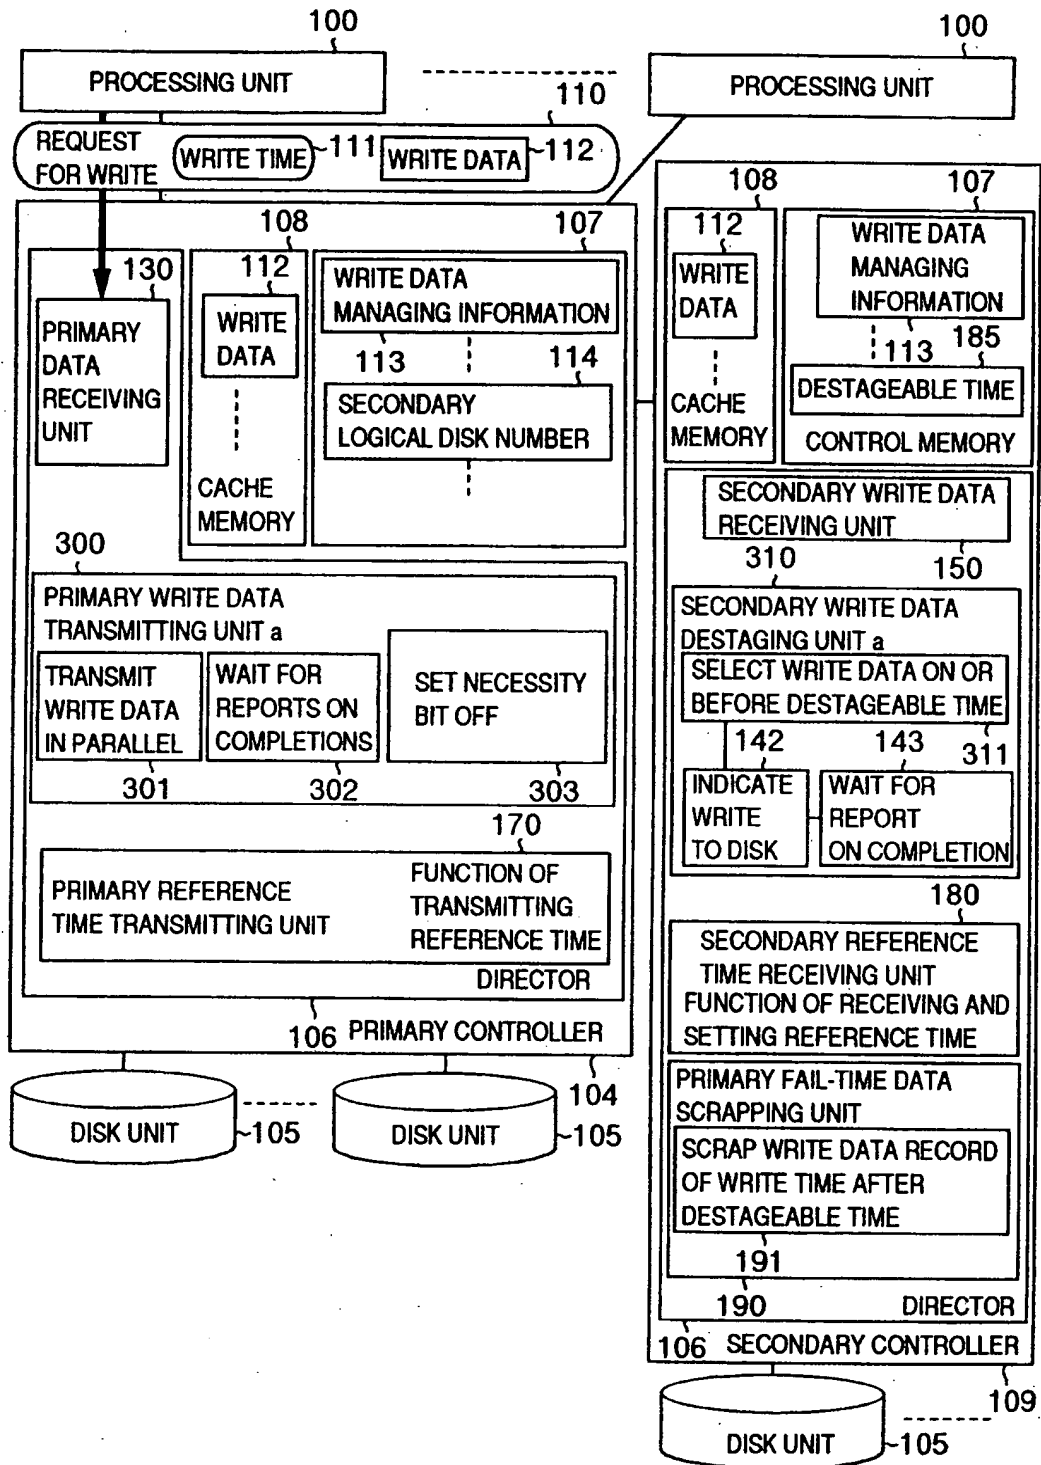 100
PROCESSING UNIT
100
PROCESSING UNIT
110
REQUEST
FOR WRITE
WRITE TIME
111
WRITE DATA
112
108
107
130
PRIMARY
DATA
RECEIVING
UNIT
112
WRITE
DATA
CACHE
MEMORY
WRITE DATA
MANAGING INFORMATION
113
114
SECONDARY
LOGICAL DISK NUMBER
300
PRIMARY WRITE DATA
TRANSMITTING UNIT a
TRANSMIT
WRITE DATA
IN PARALLEL
301
WAIT FOR
REPORTS ON
COMPLETIONS
302
SET NECESSITY
BIT OFF
303
170
PRIMARY REFERENCE
TIME TRANSMITTING UNIT
FUNCTION OF
TRANSMITTING
REFERENCE TIME
DIRECTOR
106
PRIMARY CONTROLLER
104
DISK UNIT
105
DISK UNIT
105
108
107
112
WRITE
DATA
CACHE
MEMORY
WRITE DATA
MANAGING
INFORMATION
113
185
DESTAGEABLE TIME
CONTROL MEMORY
SECONDARY WRITE DATA
RECEIVING UNIT
150
310
SECONDARY WRITE DATA
DESTAGING UNIT a
SELECT WRITE DATA ON OR
BEFORE DESTAGEABLE TIME
311
142
143
INDICATE
WRITE
TO DISK
WAIT FOR
REPORT
ON COMPLETION
180
SECONDARY REFERENCE
TIME RECEIVING UNIT
FUNCTION OF RECEIVING AND
SETTING REFERENCE TIME
PRIMARY FAIL-TIME DATA
SCRAPPING UNIT
SCRAP WRITE DATA RECORD
OF WRITE TIME AFTER
DESTAGEABLE TIME
191
190
DIRECTOR
106
SECONDARY CONTROLLER
109
DISK UNIT
105